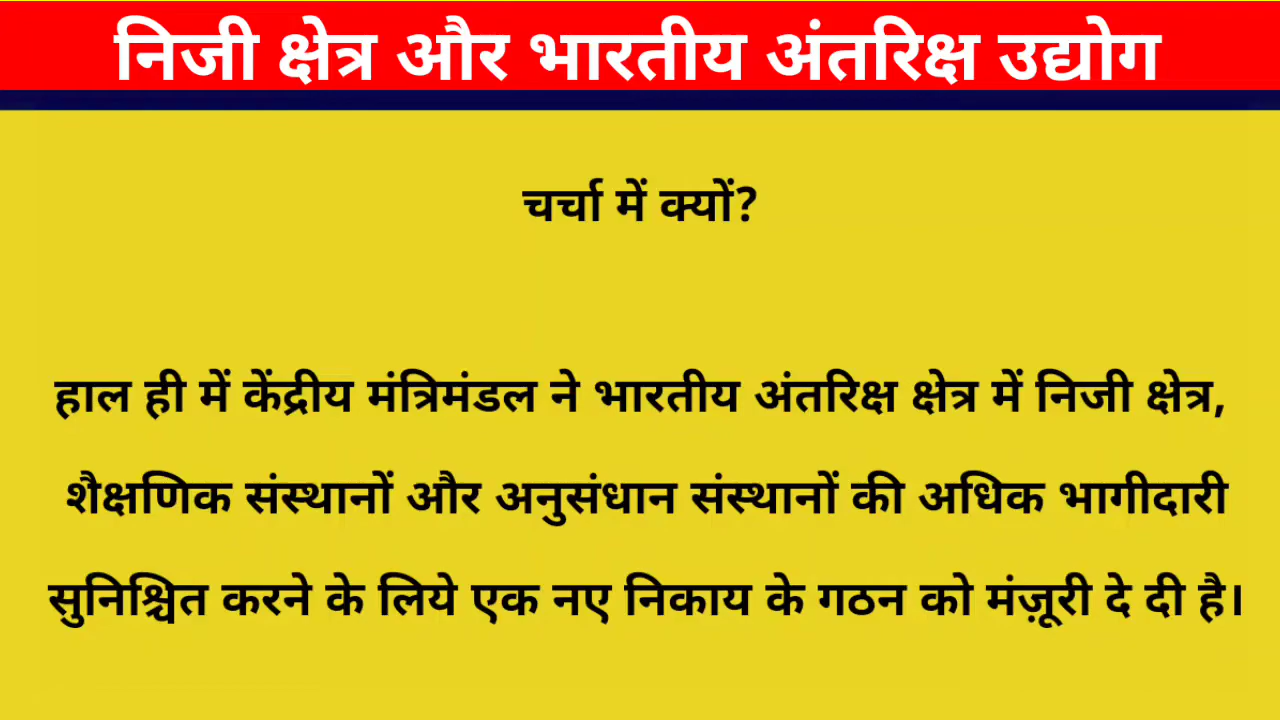 निजी क्षेत्र और भारतीय अंतरिक्ष उद्योग
चर्चा में क्यों?
हाल ही में केंद्रीय मंत्रिमंडल ने भारतीय अंतरिक्ष क्षेत्र में निजी क्षेत्र,
शैक्षणिक संस्थानों और अनुसंधान संस्थानों की अधिक भागीदारी
सुनिश्चित करने के लिये एक नए निकाय के गठन को मंज़ूरी दे दी है।